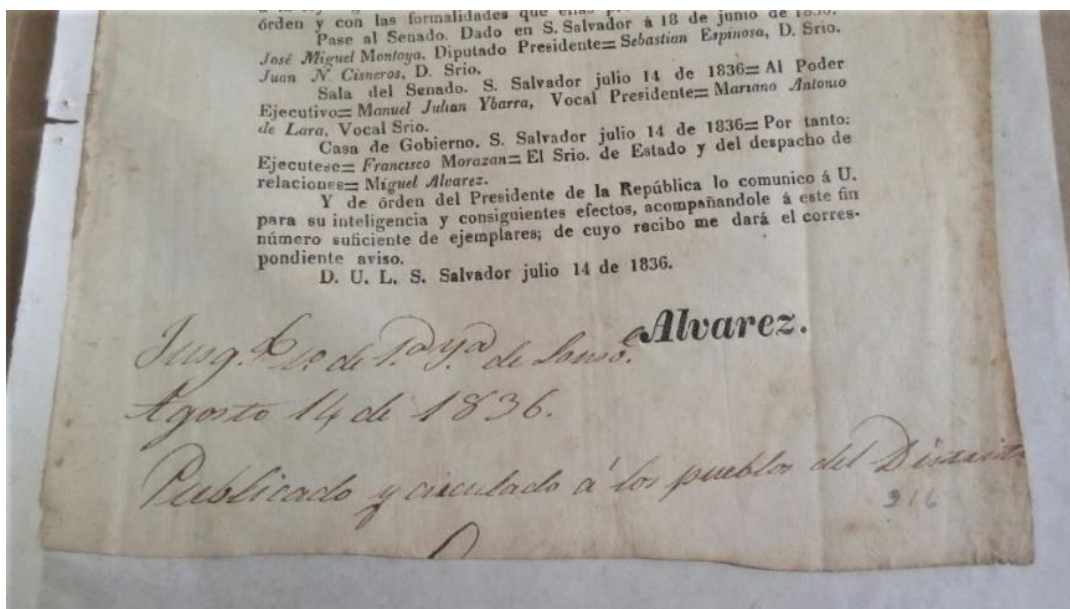 órden y con las formalidades que
Pase al Senado. Dado en S. Salvador á 18 de junio de 1836.
José Miguel Montoya, Diputado Presidente= Sebastian Espinosa, D. Srio.
Juan N. Cisneros, D. Srio.
Sala del Senado. S. Salvador julio 14 de 1836= Al Poder
Ejecutivo= Manuel Julian Ybarra, Vocal Presidente= Mariano Antonio
de Lara, Vocal Srio.
Casa de Gobierno. S. Salvador julio 14 de 1836= Por tanto:
Ejecutese= Francisco Morazan= El Srio. de Estado y del despacho de
relaciones= Miguel Alvarez.
Y de órden del Presidente de la República lo comunico á U.
para su inteligencia y consiguientes efectos, acompañandole á este fin
número suficiente de ejemplares; de cuyo recibo me dará el corres-
pondiente aviso.
D. U. L. S. Salvador julio 14 de 1836.
Alvarez.
Jusg.do de
Agosto 14 de 1836.
Publicado y circulado á los pueblos del Distrito
216